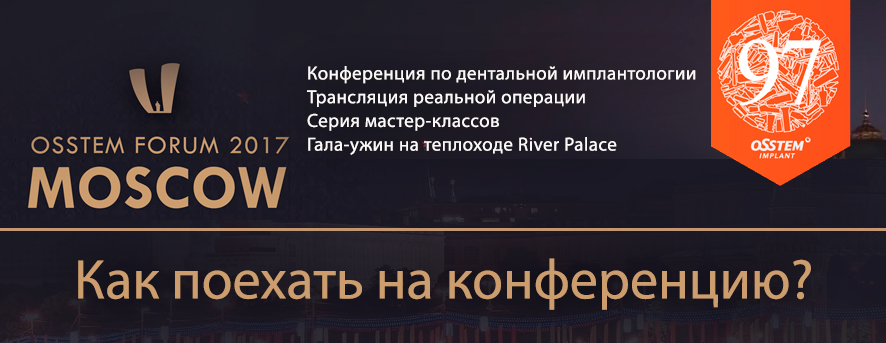 OSSTEM FORUM 2017
MOSCOW
Конференция по дентальной имплантологии
Трансляция реальной операции
Серия мастер-классов
Гала-ужин на теплоходе River Palace
97
OSSTEM
IMPLANT
Как поехать на конференцию?